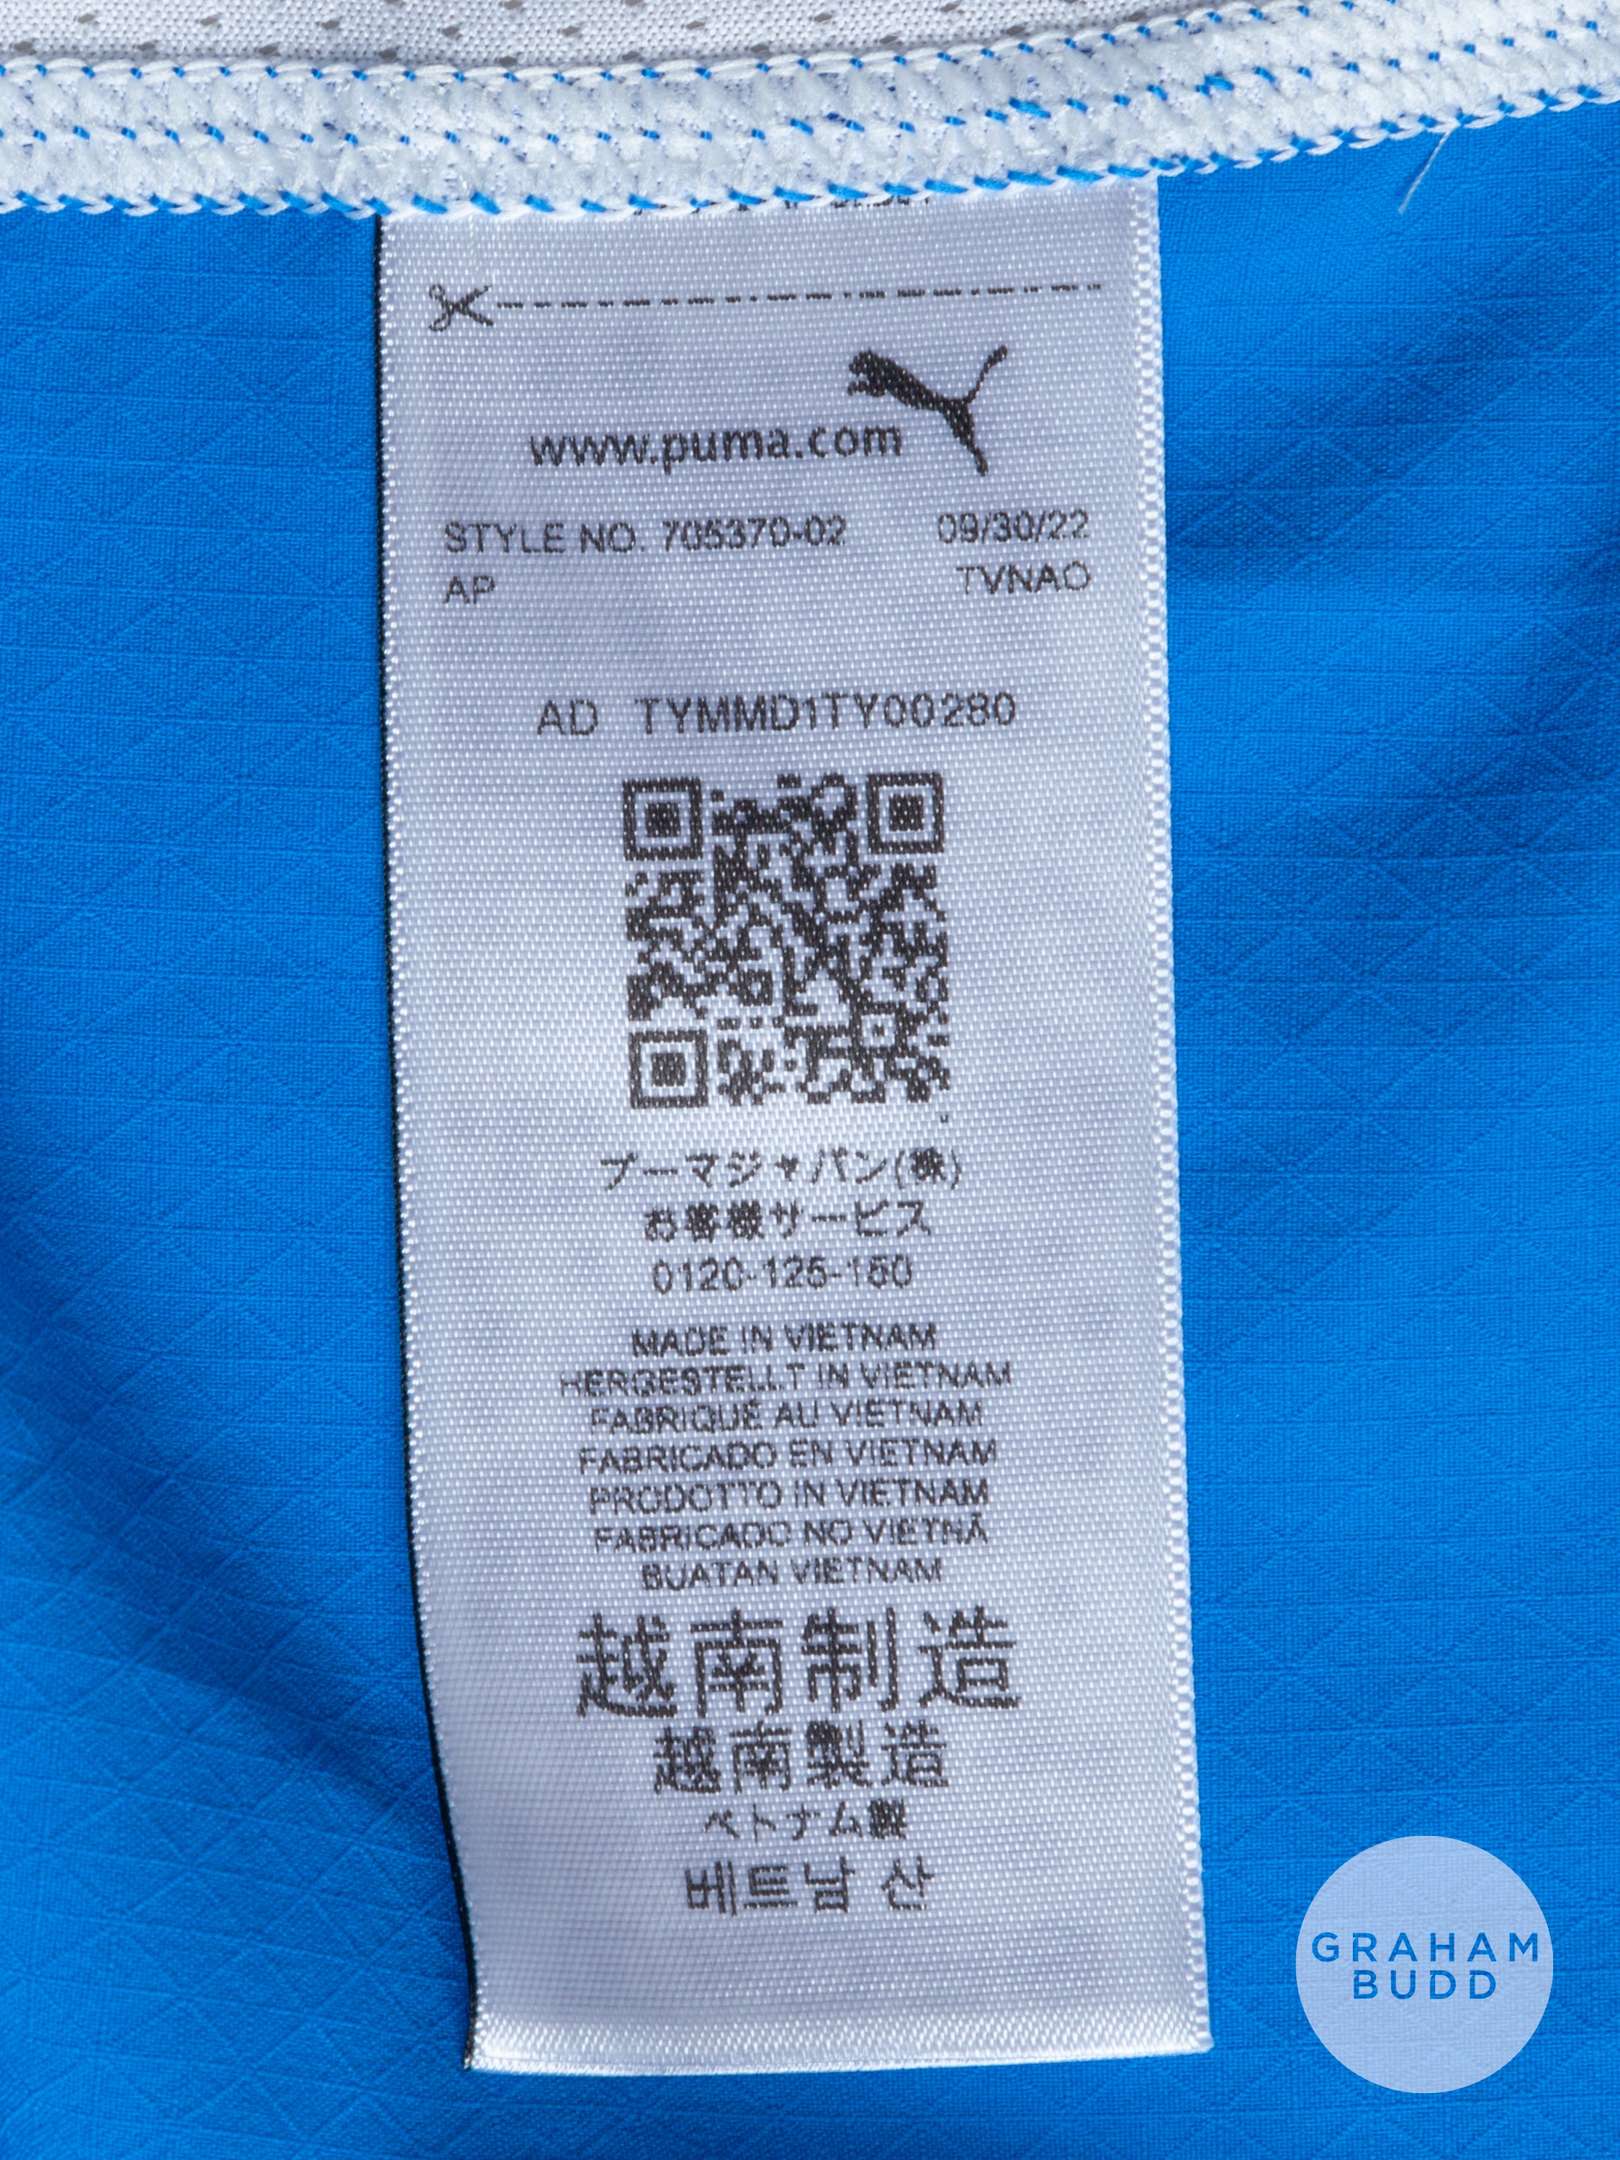 www.puma.com
STYLE NO. 705370-02 09/30/22
AP TVNAO
AD TYMMD1TY00280
プーマジャパン(株)
お客様サービス
0120-125-150
MADE IN VIETNAM
HERGESTELLT IN VIETNAM
FABRIQUÉ AU VIETNAM
FABRICADO EN VIETNAM
PRODOTTO IN VIETNAM
FABRICADO NO VIETNÃ
BUATAN VIETNAM
越南制造
越南製造
ベトナム製
베트남 산
GRAHAM
BUDD